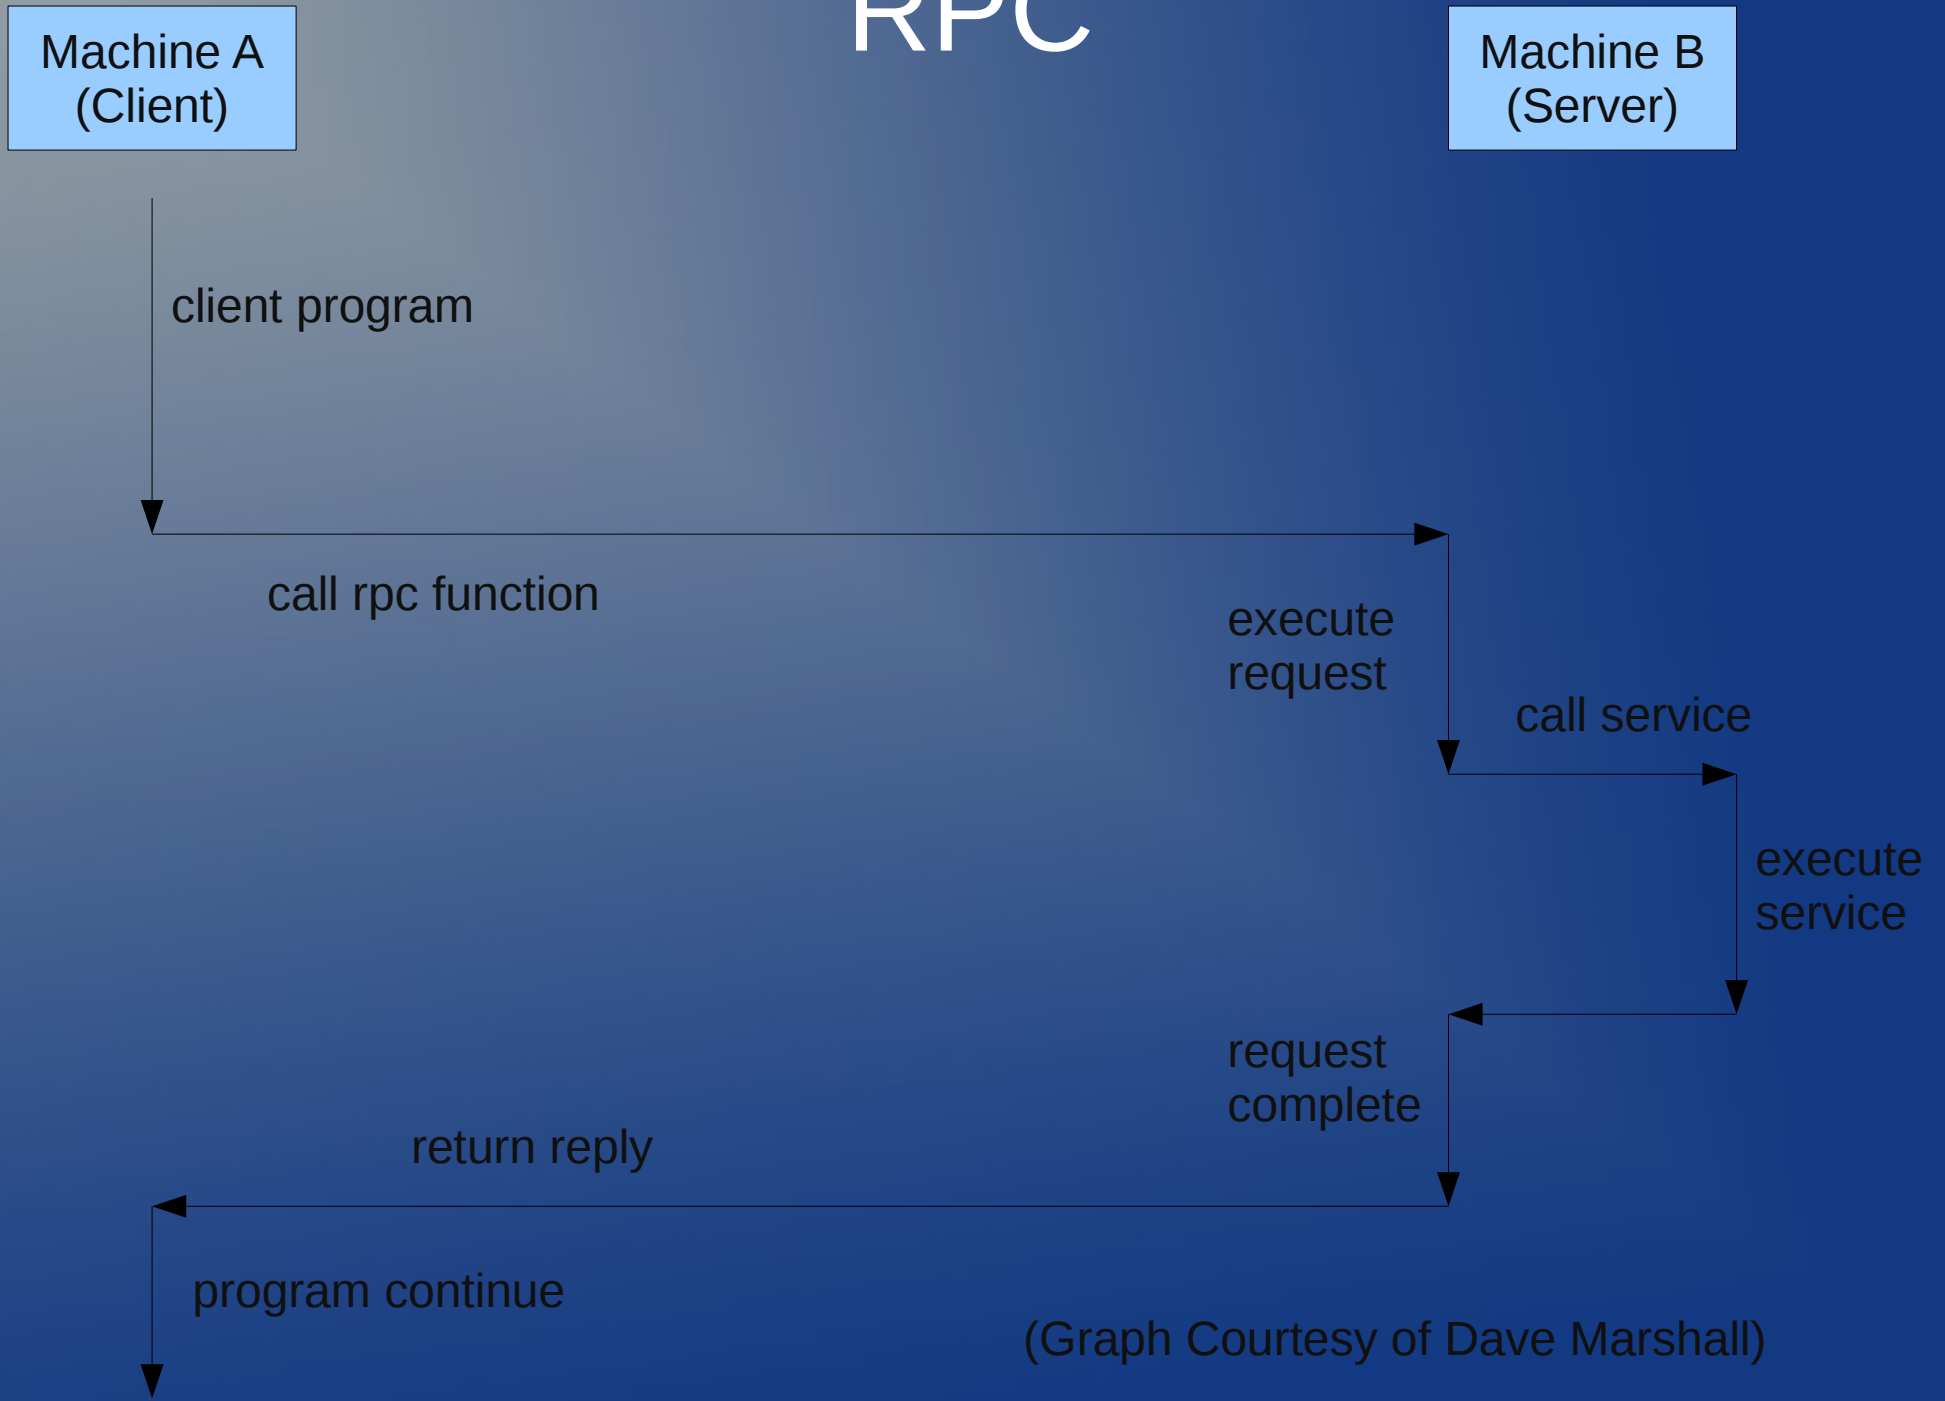 RPC
Machine A
(Client)
Machine B
(Server)
client program
call rpc function
execute
request
call service
execute
service
request
complete
return reply
program continue
(Graph Courtesy of Dave Marshall)